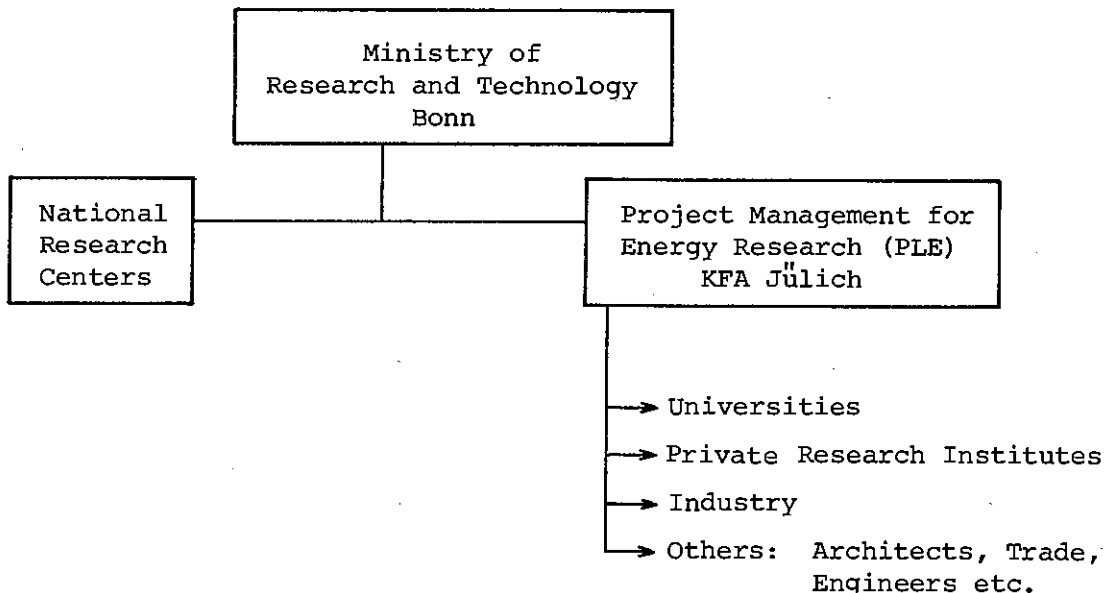 Ministry of
Research and Technology
Bonn
National
Research
Centers
Project Management for
Energy Research (PLE)
KFA Jülich
Universities
Private Research Institutes
Industry
Others: Architects, Trade,
Engineers etc.